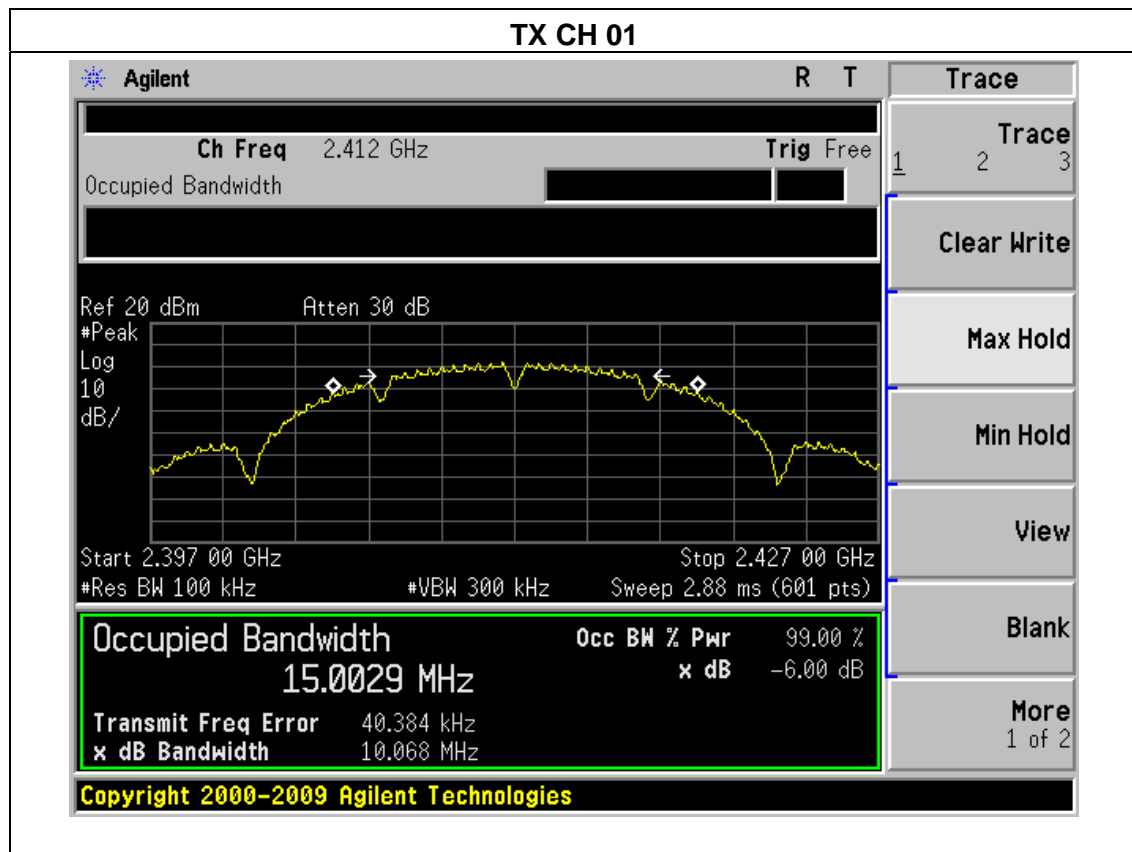 TX CH 01
Agilent R T
Trace
Ch Freq 2.412 GHz Trig Free
Occupied Bandwidth
Trace
1 2 3
Clear Write
Ref 20 dBm Atten 30 dB
#Peak
Log
10
dB/
Max Hold
Min Hold
View
Start 2.397 00 GHz Stop 2.427 00 GHz
#Res BW 100 kHz #VBW 300 kHz Sweep 2.88 ms (601 pts)
Occupied Bandwidth
15.0029 MHz
Occ BW % Pwr 99.00 %
x dB -6.00 dB
Transmit Freq Error 40.384 kHz
x dB Bandwidth 10.068 MHz
Blank
More
1 of 2
Copyright 2000-2009 Agilent Technologies